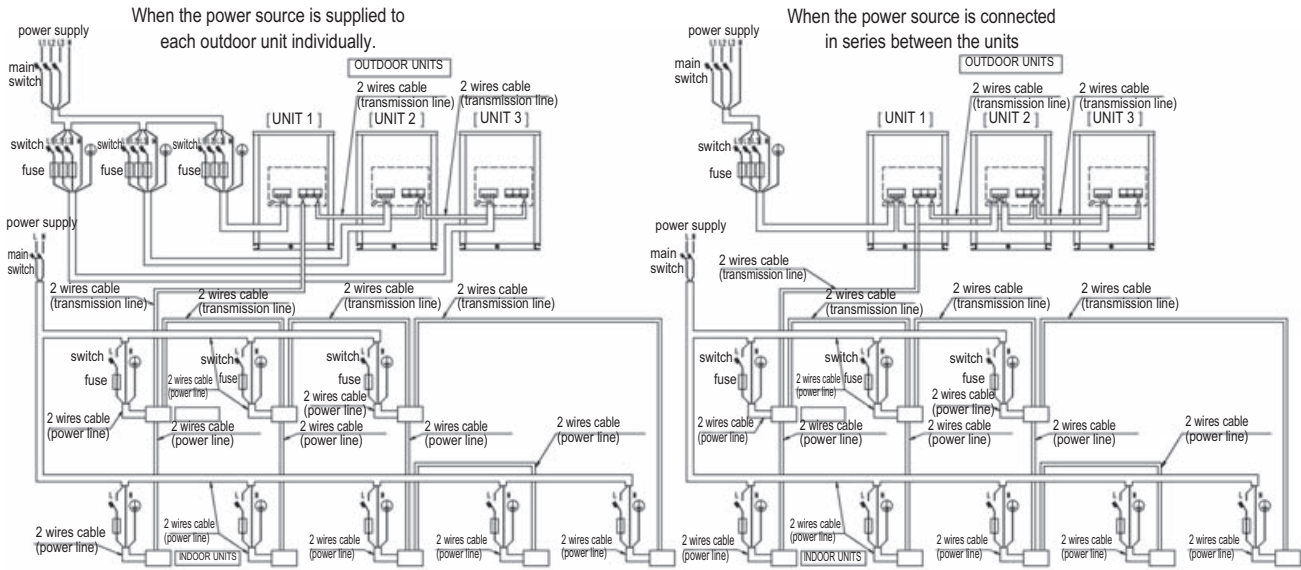 When the power source is supplied to
each outdoor unit individually.
power supply
L1 L2 L3 N
main
switch
OUTDOOR UNITS
2 wires cable
(transmission line)
2 wires cable
(transmission line)
[UNIT 1]
[UNIT 2]
[UNIT 3]
switch
switch
switch
fuse
fuse
fuse
power supply
L N
main
switch
2 wires cable
(transmission line)
2 wires cable
(transmission line)
2 wires cable
(transmission line)
2 wires cable
(transmission line)
L N
L N
L N
switch
switch
switch
fuse
fuse
fuse
2 wires cable
(power line)
2 wires cable
(power line)
2 wires cable
(power line)
2 wires cable
(power line)
2 wires cable
(power line)
2 wires cable
(power line)
2 wires cable
(power line)
L N
L N
L N
L N
L N
2 wires cable
(power line)
2 wires cable
(power line)
INDOOR UNITS
2 wires cable
(power line)
2 wires cable
(power line)
2 wires cable
(power line)
When the power source is connected
in series between the units
power supply
L1 L2 L3 N
main
switch
OUTDOOR UNITS
2 wires cable
(transmission line)
2 wires cable
(transmission line)
[UNIT 1]
[UNIT 2]
[UNIT 3]
switch
fuse
power supply
L N
main
switch
2 wires cable
(transmission line)
2 wires cable
(transmission line)
2 wires cable
(transmission line)
2 wires cable
(transmission line)
L N
L N
L N
switch
switch
switch
fuse
fuse
fuse
2 wires cable
(power line)
2 wires cable
(power line)
2 wires cable
(power line)
2 wires cable
(power line)
2 wires cable
(power line)
2 wires cable
(power line)
2 wires cable
(power line)
L N
L N
L N
L N
L N
2 wires cable
(power line)
2 wires cable
(power line)
INDOOR UNITS
2 wires cable
(power line)
2 wires cable
(power line)
2 wires cable
(power line)